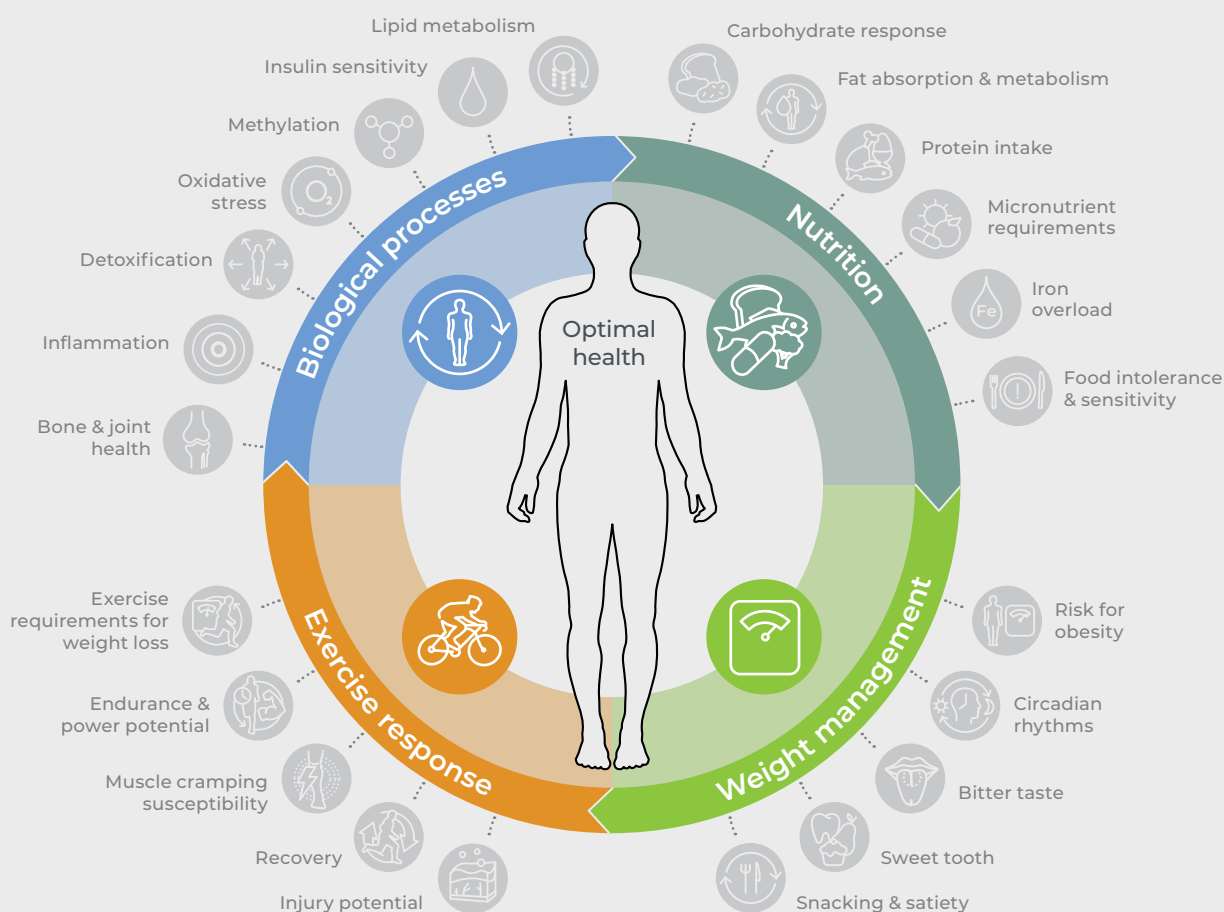 Lipid metabolism
Insulin sensitivity
Methylation
Oxidative
stress
Detoxification
Inflammation
Bone & joint
health
Biological processes
Carbohydrate response
Fat absorption & metabolism
Protein intake
Micronutrient
requirements
Iron
overload
Fe
Food intolerance
& sensitivity
Nutrition
O2
Optimal
health
Exercise
requirements for
weight loss
Endurance &
power potential
Muscle cramping
susceptibility
Recovery
Injury potential
Exercise response
Risk for
obesity
Circadian
rhythms
Bitter taste
Sweet tooth
Snacking & satiety
Weight management